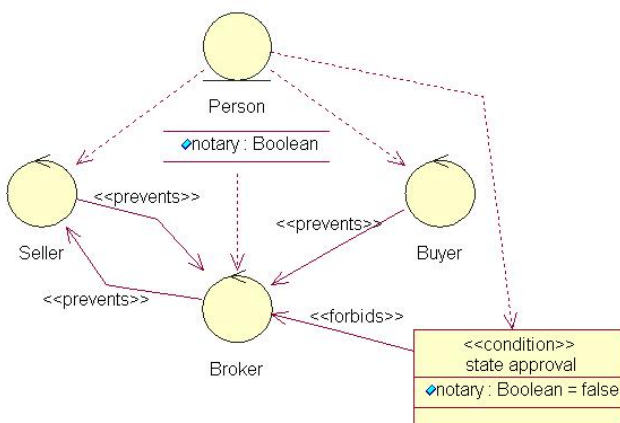 Person
notary : Boolean
<<prevents>>
Seller
<<prevents>>
Buyer
<<prevents>>
<<forbids>>
Broker
<<condition>>
state approval
notary : Boolean = false